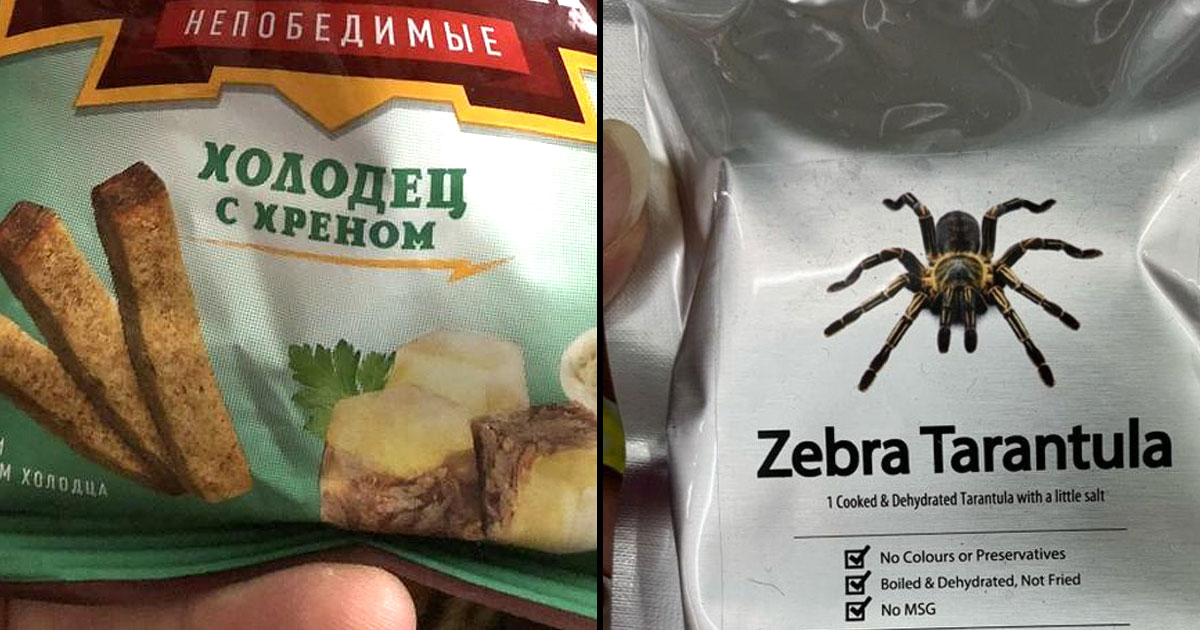 НЕПОБЕДИМЫЕ
ХОЛОДЕЦ
С ХРЕНОМ
ХОЛОДЦА
Zebra Tarantula
1 Cooked & Dehydrated Tarantula with a little salt
No Colours or Preservatives
Boiled & Dehydrated, Not Fried
No MSG